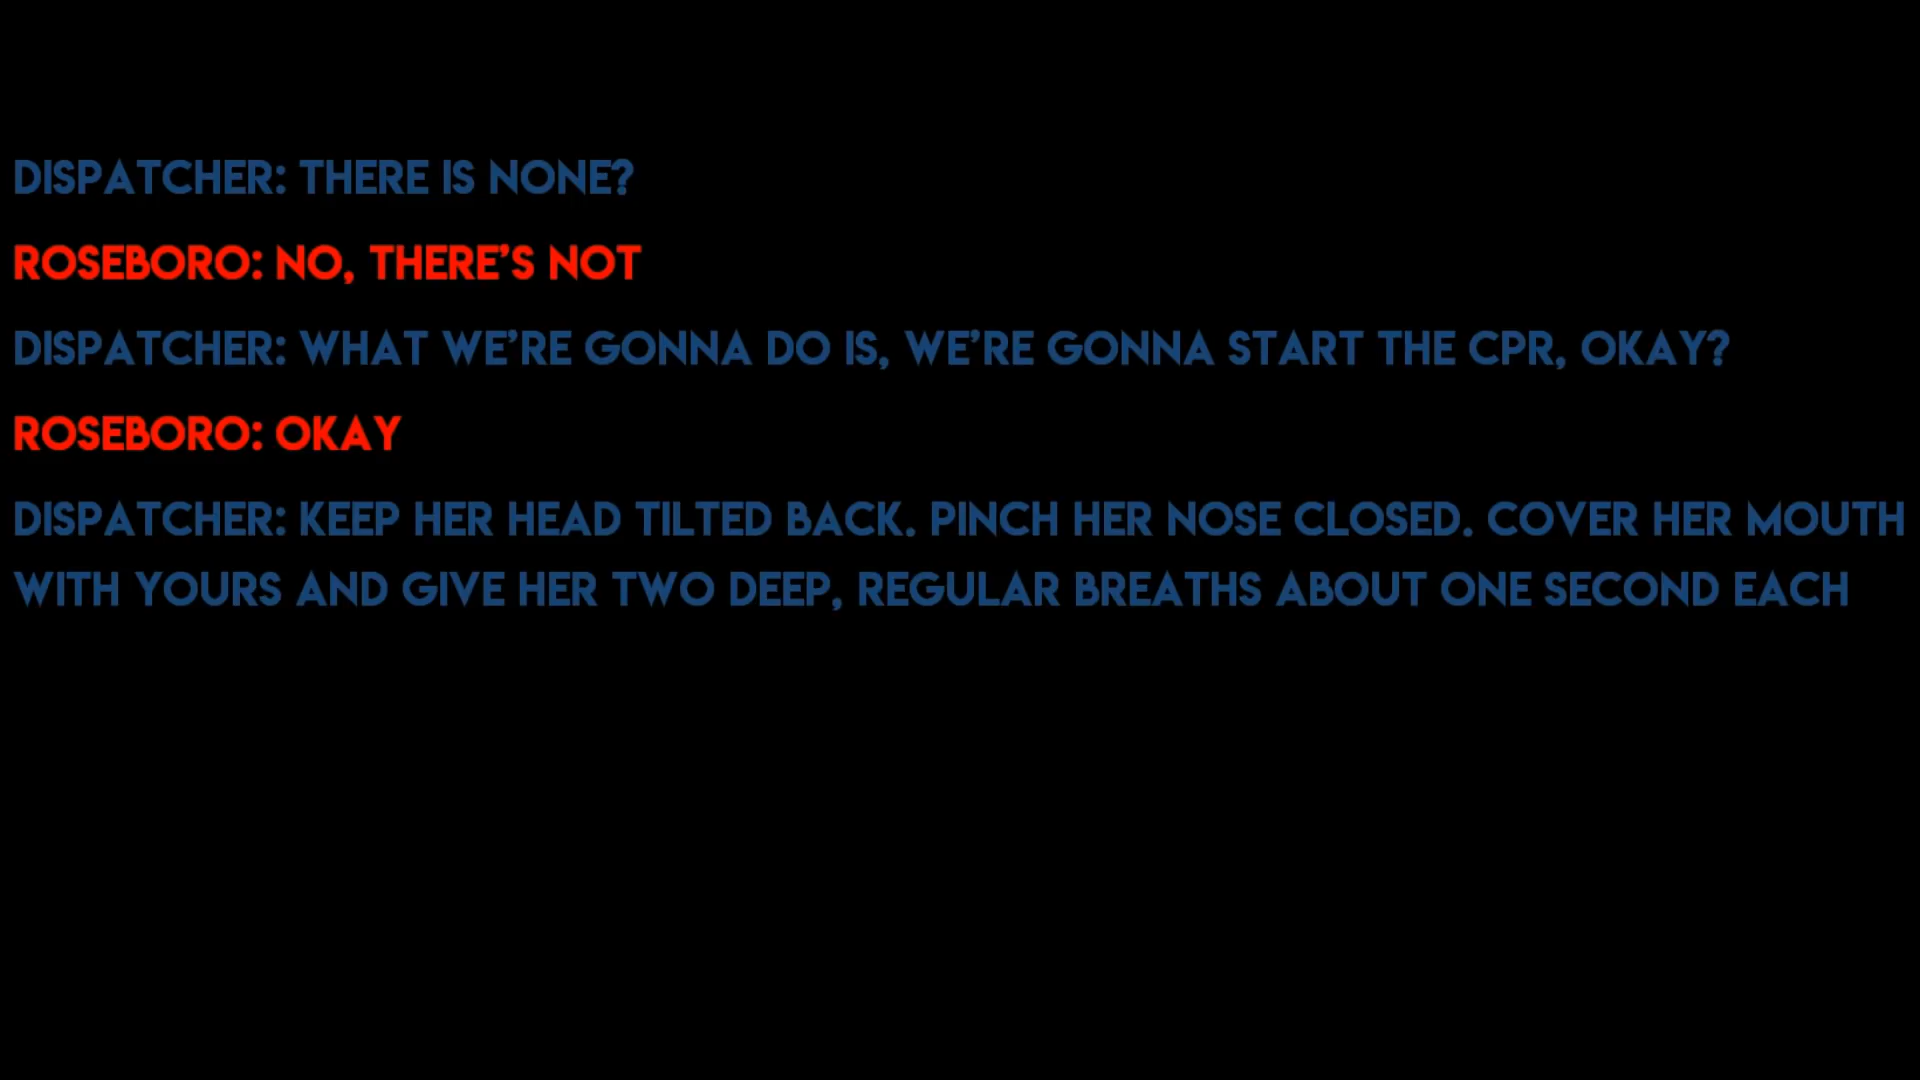 DISPATCHER: THERE IS NONE?
ROSEBORO: NO, THERE'S NOT
DISPATCHER: WHAT WE'RE GONNA DO IS, WE'RE GONNA START THE CPR, OKAY?
ROSEBORO: OKAY
DISPATCHER: KEEP HER HEAD TILTED BACK. PINCH HER NOSE CLOSED. COVER HER MOUTH
WITH YOURS AND GIVE HER TWO DEEP, REGULAR BREATHS ABOUT ONE SECOND EACH